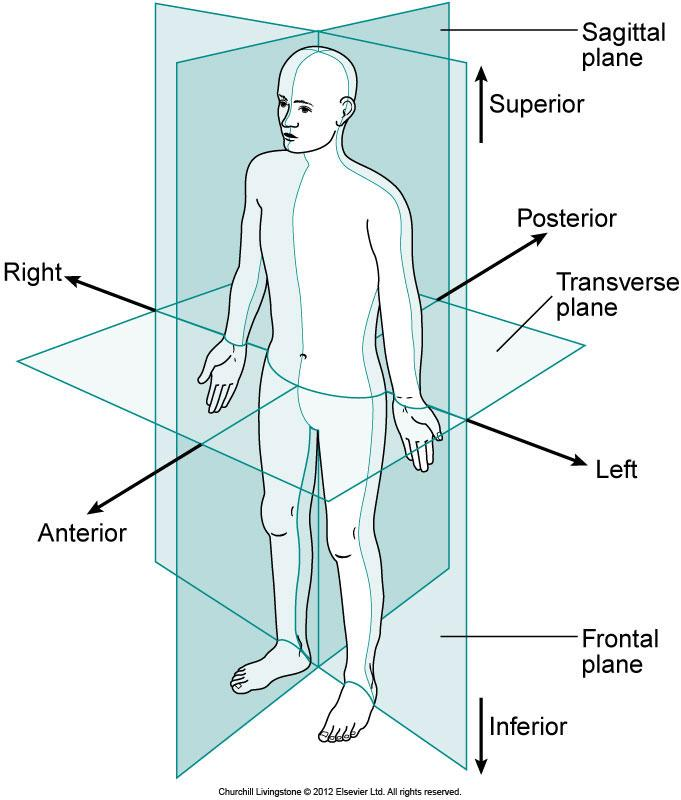 Sagittal
plane
Superior
Posterior
Right
Transverse
plane
Left
Anterior
Frontal
plane
Inferior
Churchill Livingstone © 2012 Elsevier Ltd. All rights reserved.